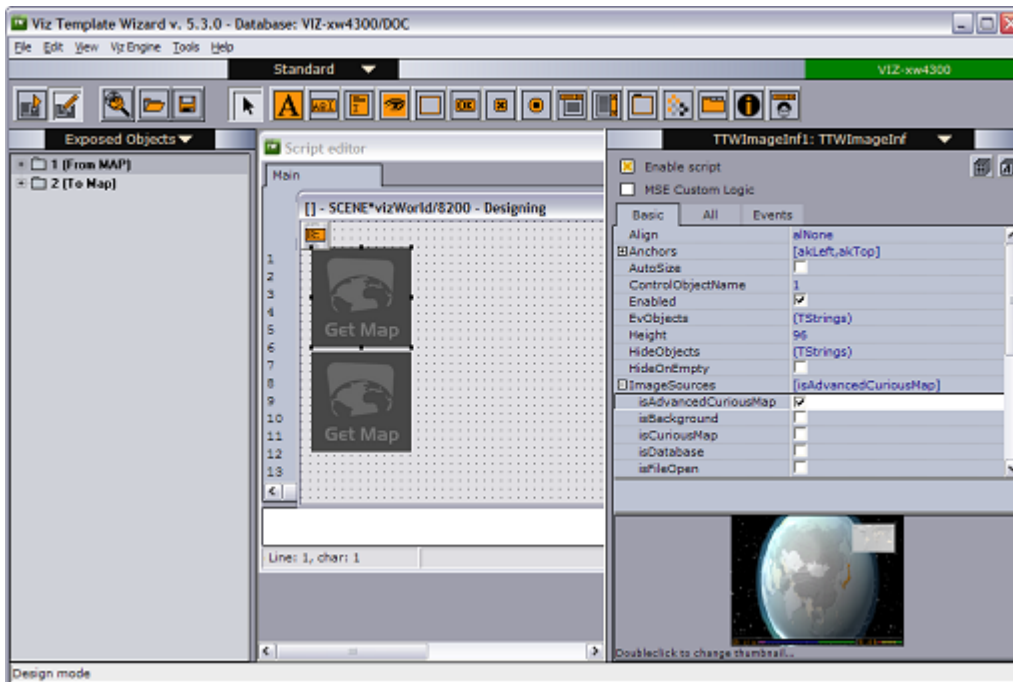 Viz Template Wizard v. 5.3.0 - Database: VIZ-xw4300/DOC
File Edit View Viz Engine Tools Help
Standard
VIZ-xw4300
A ABI OK
Exposed Objects
1 (From MAP)
2 (To Map)
Script editor
Main
[] - SCENE*vizWorld/8200 - Designing
1
2
3
4
5
6
7
8
9
10
11
12
13
Get Map
Get Map
Line: 1, char: 1
TTWImageInf1: TTWImageInf
Enable script
MSE Custom Logic
Basic All Events
Align alNone
Anchors [akLeft,akTop]
AutoSize
ControlObjectName 1
Enabled
EvObjects (TStrings)
Height 96
HideObjects (TStrings)
HideOnEmpty
ImageSources [isAdvancedCuriousMap]
isAdvancedCuriousMap
isBackground
isCuriousMap
isDatabase
isFileOpen
Doubleclick to change thumbnail...
Design mode